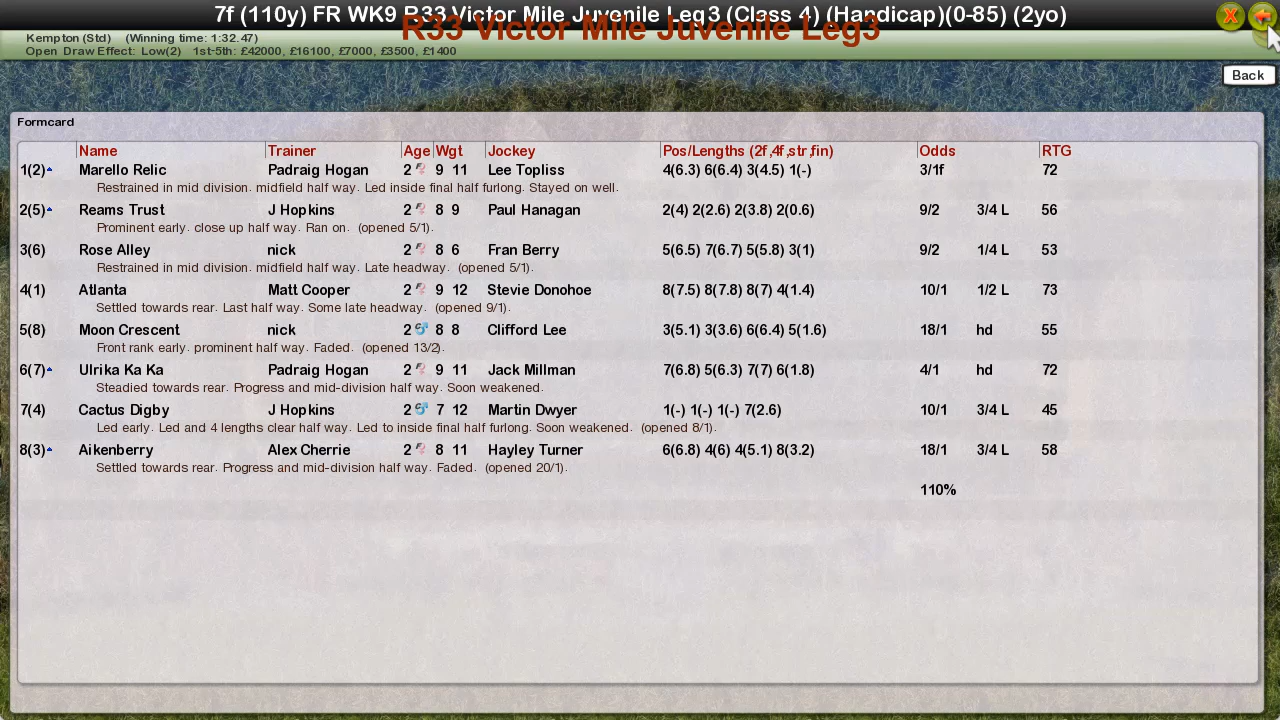 7f (110y) FR WK9 R33 Victor Mile Juvenile Leg3 (Class 4) (Handicap)(0-85) (2yo)
R33 Victor Mile Juvenile Leg3
Kempton (Std) (Winning time: 1:32.47)
Open Draw Effect: Low(2) 1st-5th: £42000, £16100, £7000, £3500, £1400
X
Back
Formcard
Name Trainer Age Wgt Jockey Pos/Lengths (2f,4f,str,fin) Odds RTG
1(2) Marello Relic Padraig Hogan 2 9 11 Lee Topliss 4(6.3) 6(6.4) 3(4.5) 1(-) 3/1f 72
Restrained in mid division. midfield half way. Led inside final half furlong. Stayed on well.
2(5) Reams Trust J Hopkins 2 8 9 Paul Hanagan 2(4) 2(2.6) 2(3.8) 2(0.6) 9/2 3/4 L 56
Prominent early. close up half way. Ran on. (opened 5/1).
3(6) Rose Alley nick 2 8 6 Fran Berry 5(6.5) 7(6.7) 5(5.8) 3(1) 9/2 1/4 L 53
Restrained in mid division. midfield half way. Late headway. (opened 5/1).
4(1) Atlanta Matt Cooper 2 9 12 Stevie Donohoe 8(7.5) 8(7.8) 8(7) 4(1.4) 10/1 1/2 L 73
Settled towards rear. Last half way. Some late headway. (opened 9/1).
5(8) Moon Crescent nick 2 8 8 Clifford Lee 3(5.1) 3(3.6) 6(6.4) 5(1.6) 18/1 hd 55
Front rank early. prominent half way. Faded. (opened 13/2).
6(7) Ulrika Ka Ka Padraig Hogan 2 9 11 Jack Millman 7(6.8) 5(6.3) 7(7) 6(1.8) 4/1 hd 72
Steadied towards rear. Progress and mid-division half way. Soon weakened.
7(4) Cactus Digby J Hopkins 2 7 12 Martin Dwyer 1(-) 1(-) 1(-) 7(2.6) 10/1 3/4 L 45
Led early. Led and 4 lengths clear half way. Led to inside final half furlong. Soon weakened. (opened 8/1).
8(3) Aikenberry Alex Cherrie 2 8 11 Hayley Turner 6(6.8) 4(6) 4(5.1) 8(3.2) 18/1 3/4 L 58
Settled towards rear. Progress and mid-division half way. Faded. (opened 20/1).
110%